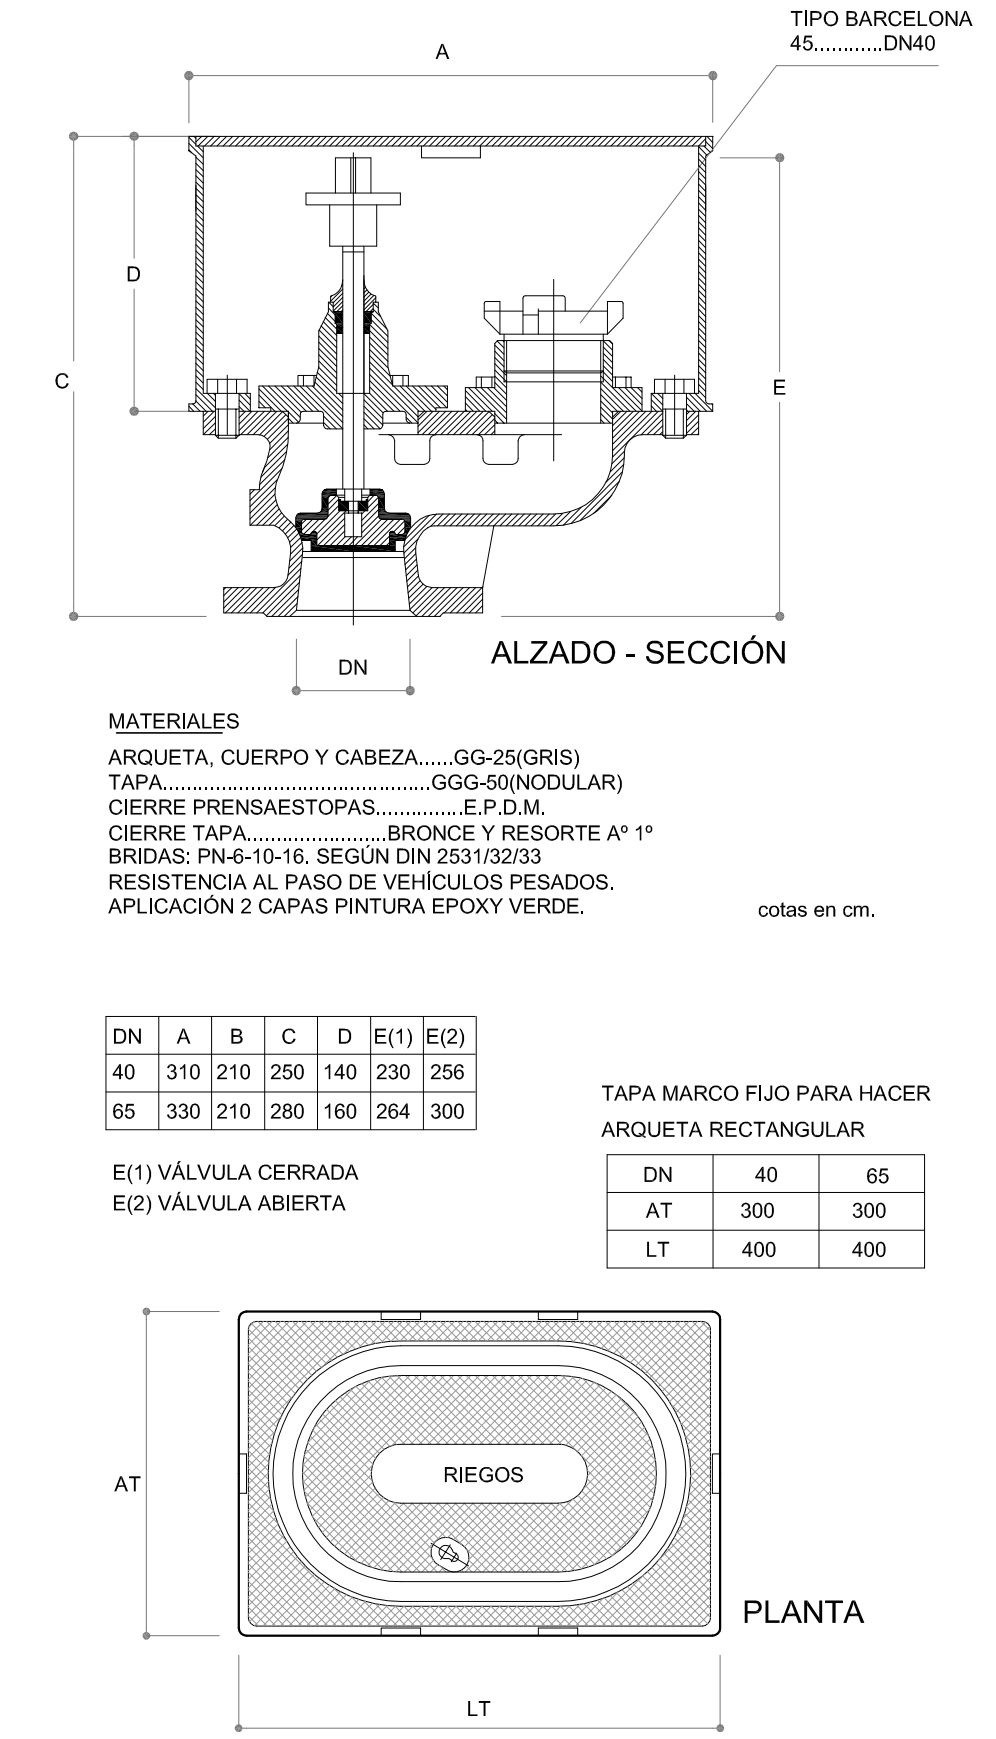 TIPO BARCELONA
45............DN40
A
D
C
E
ALZADO - SECCIÓN
DN
MATERIALES
ARQUETA, CUERPO Y CABEZA......GG-25(GRIS)
TAPA..............................................GGG-50(NODULAR)
CIERRE PRENSAESTOPAS...............E.P.D.M.
CIERRE TAPA........................BRONCE Y RESORTE Aº 1º
BRIDAS: PN-6-10-16. SEGÚN DIN 2531/32/33
RESISTENCIA AL PASO DE VEHÍCULOS PESADOS.
APLICACIÓN 2 CAPAS PINTURA EPOXY VERDE.
cotas en cm.
DN A B C D E(1) E(2)
40 310 210 250 140 230 256
65 330 210 280 160 264 300
E(1) VÁLVULA CERRADA
E(2) VÁLVULA ABIERTA
TAPA MARCO FIJO PARA HACER
ARQUETA RECTANGULAR
DN 40 65
AT 300 300
LT 400 400
AT
RIEGOS
PLANTA
LT